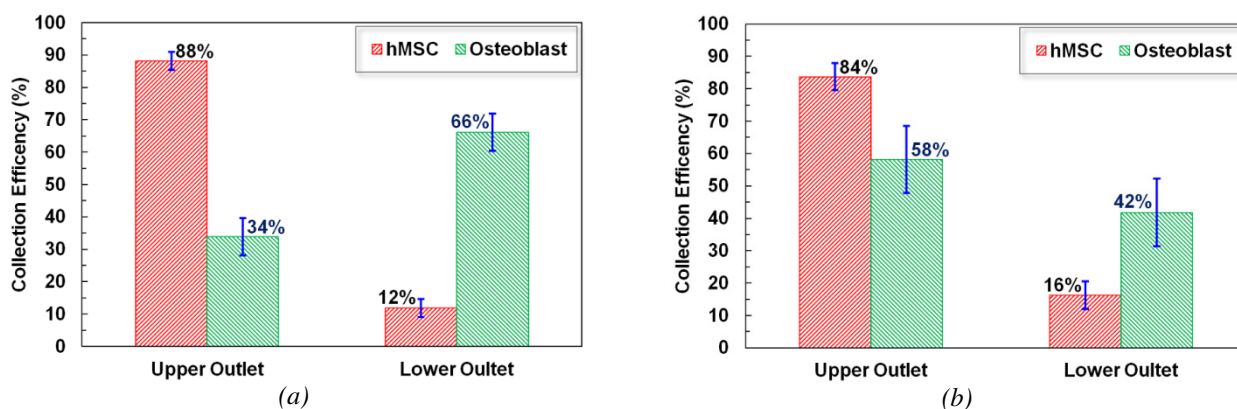 Collection Efficency (%)
100
90
80
70
60
50
40
30
20
10
0
hMSC
Osteoblast
88%
34%
12%
66%
Upper Outlet
Lower Oultet
(a)
Collection Efficency (%)
100
90
80
70
60
50
40
30
20
10
0
hMSC
Osteoblast
84%
58%
16%
42%
Upper Outlet
Lower Oultet
(b)